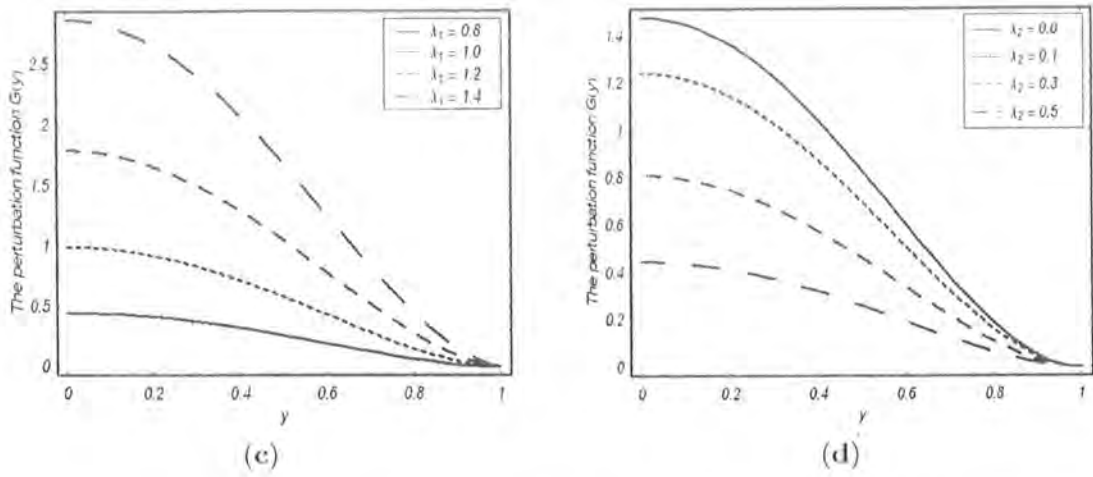 The perturbation function G(y)
2.5
2
1.5
1
0.5
0
0
0.2
0.4
0.6
0.8
1
y
λ₁ = 0.8
λ₁ = 1.0
λ₁ = 1.2
λ₁ = 1.4
(c)
The perturbation function G(y)
1.4
1.2
1
0.8
0.6
0.4
0.2
0
0
0.2
0.4
0.6
0.8
1
y
λ₂ = 0.0
λ₂ = 0.1
λ₂ = 0.3
λ₂ = 0.5
(d)